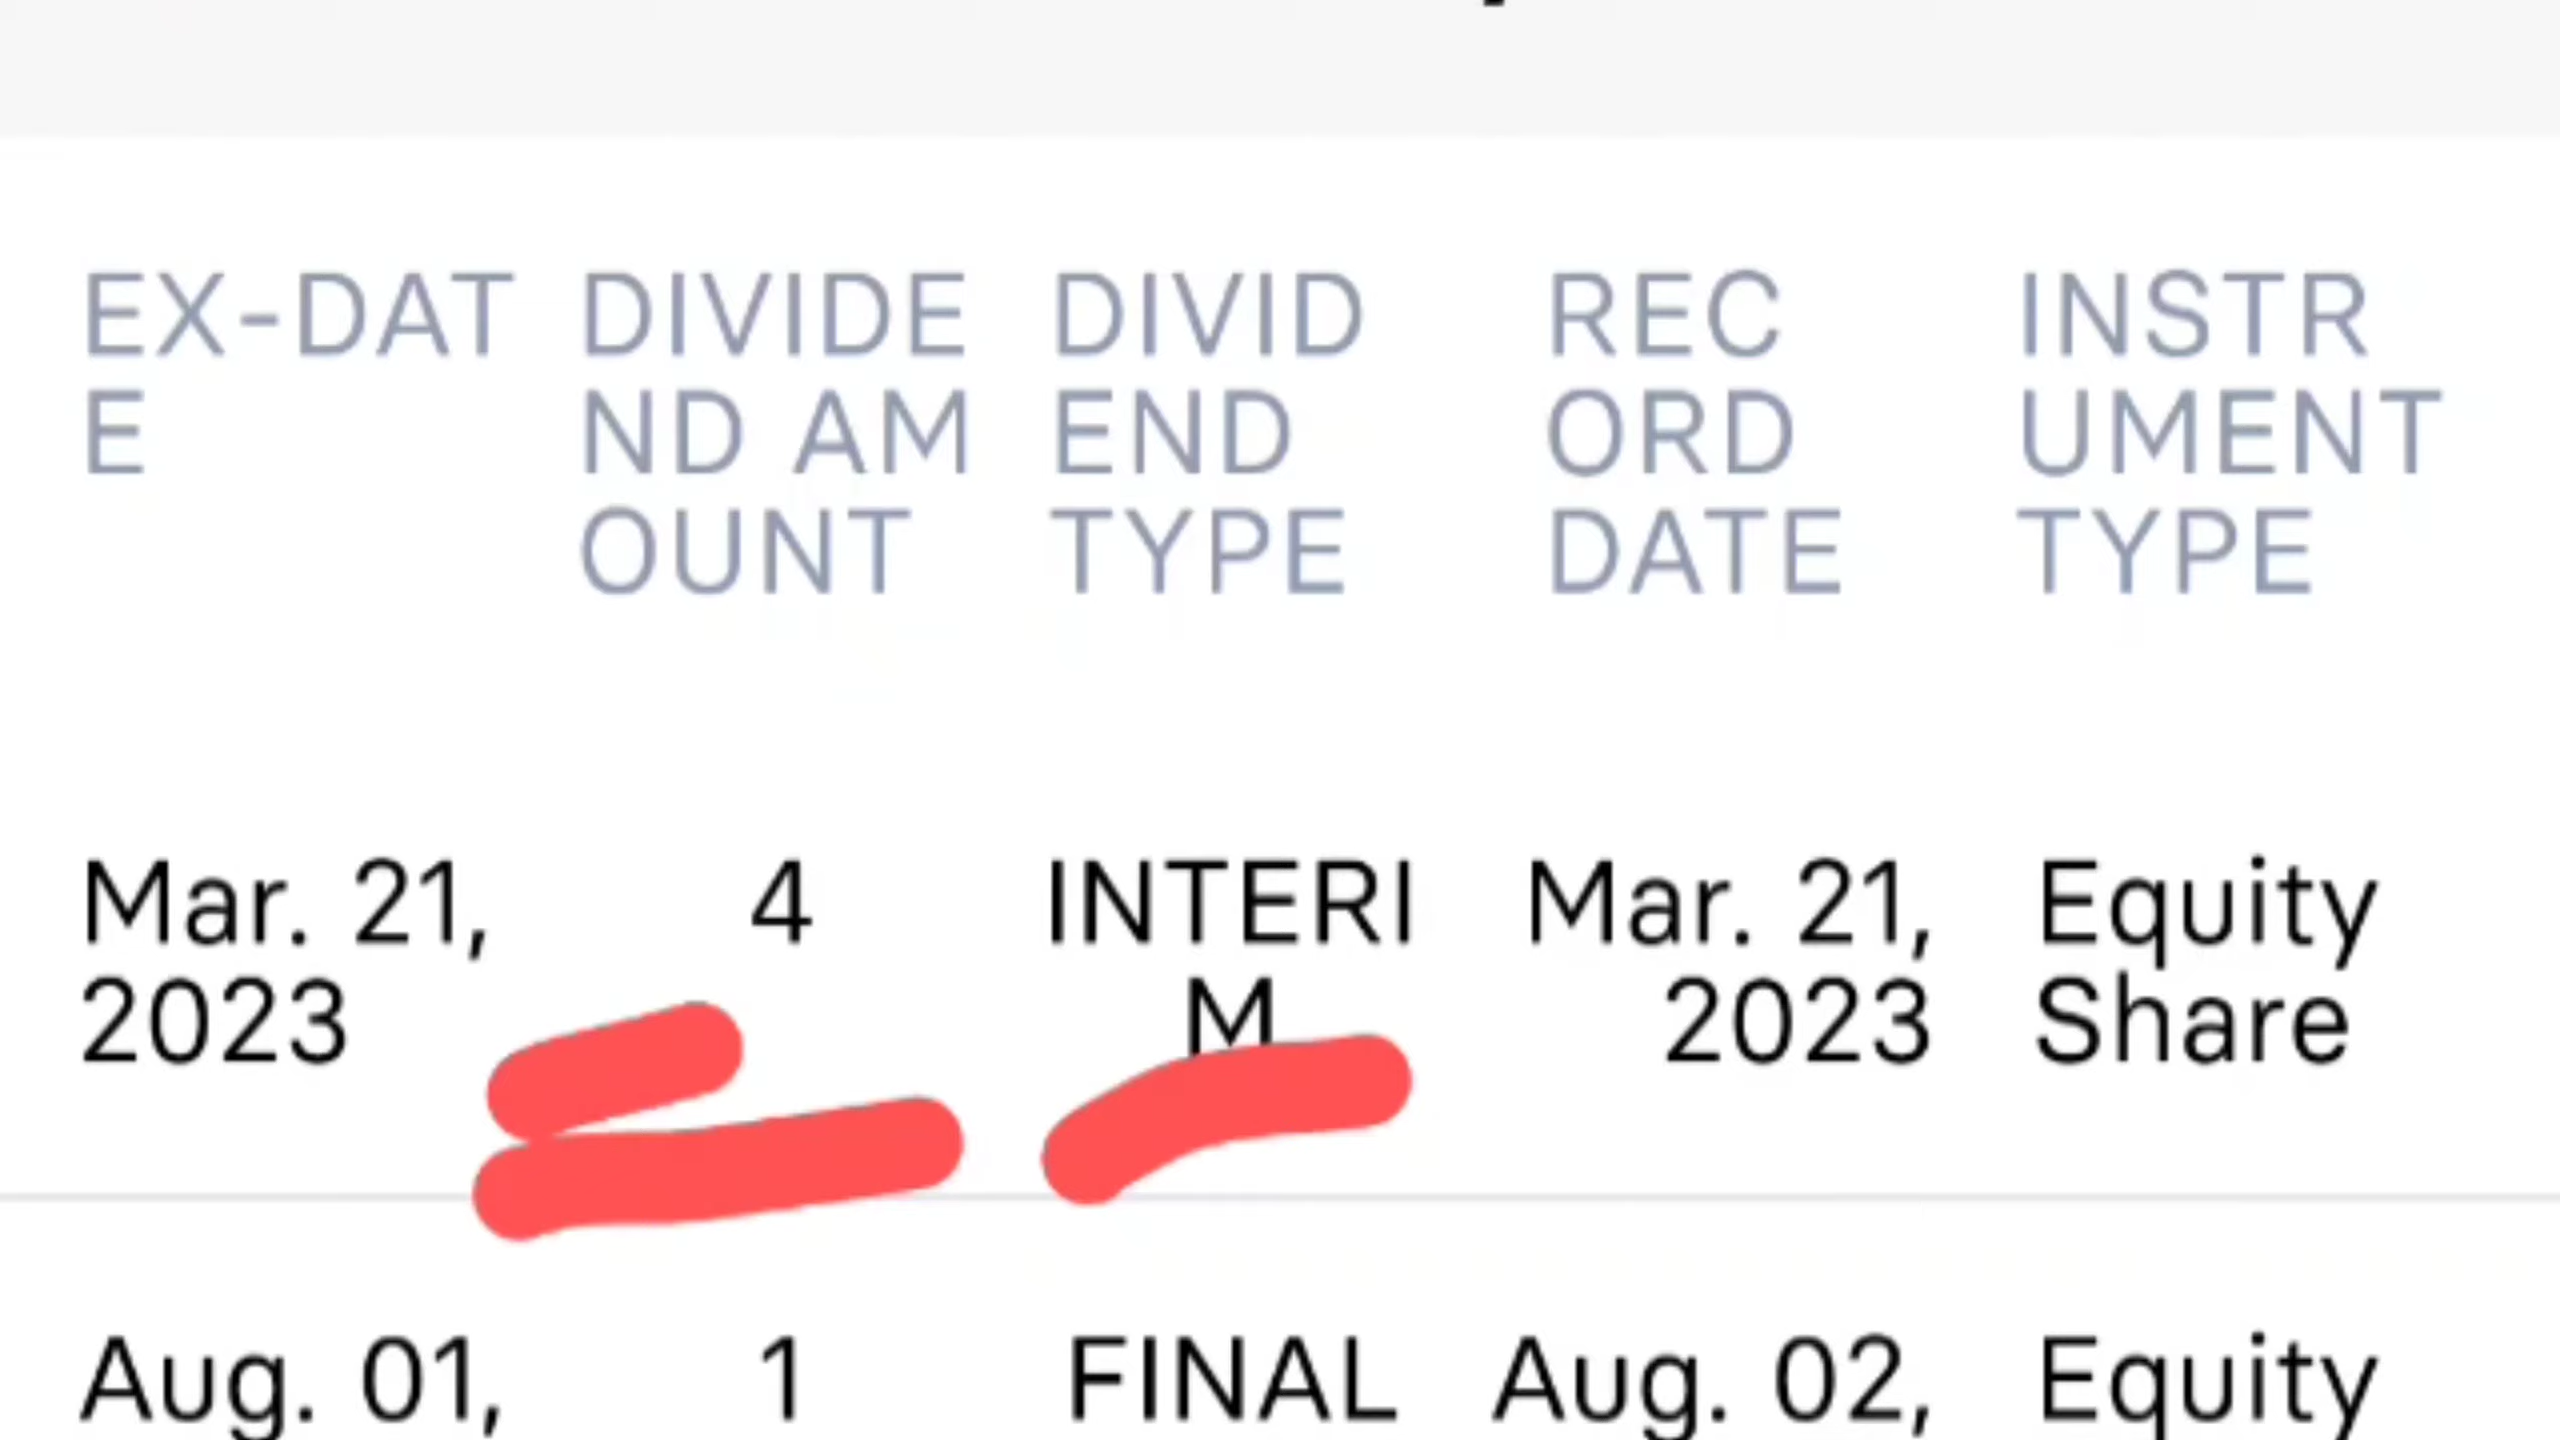 EX-DAT DIVIDE DIVID REC INSTR
E ND AM END ORD UMENT
OUNT TYPE DATE TYPE
Mar. 21, 4 INTERI Mar. 21, Equity
2023 M 2023 Share
Aug. 01, 1 FINAL Aug. 02, Equity